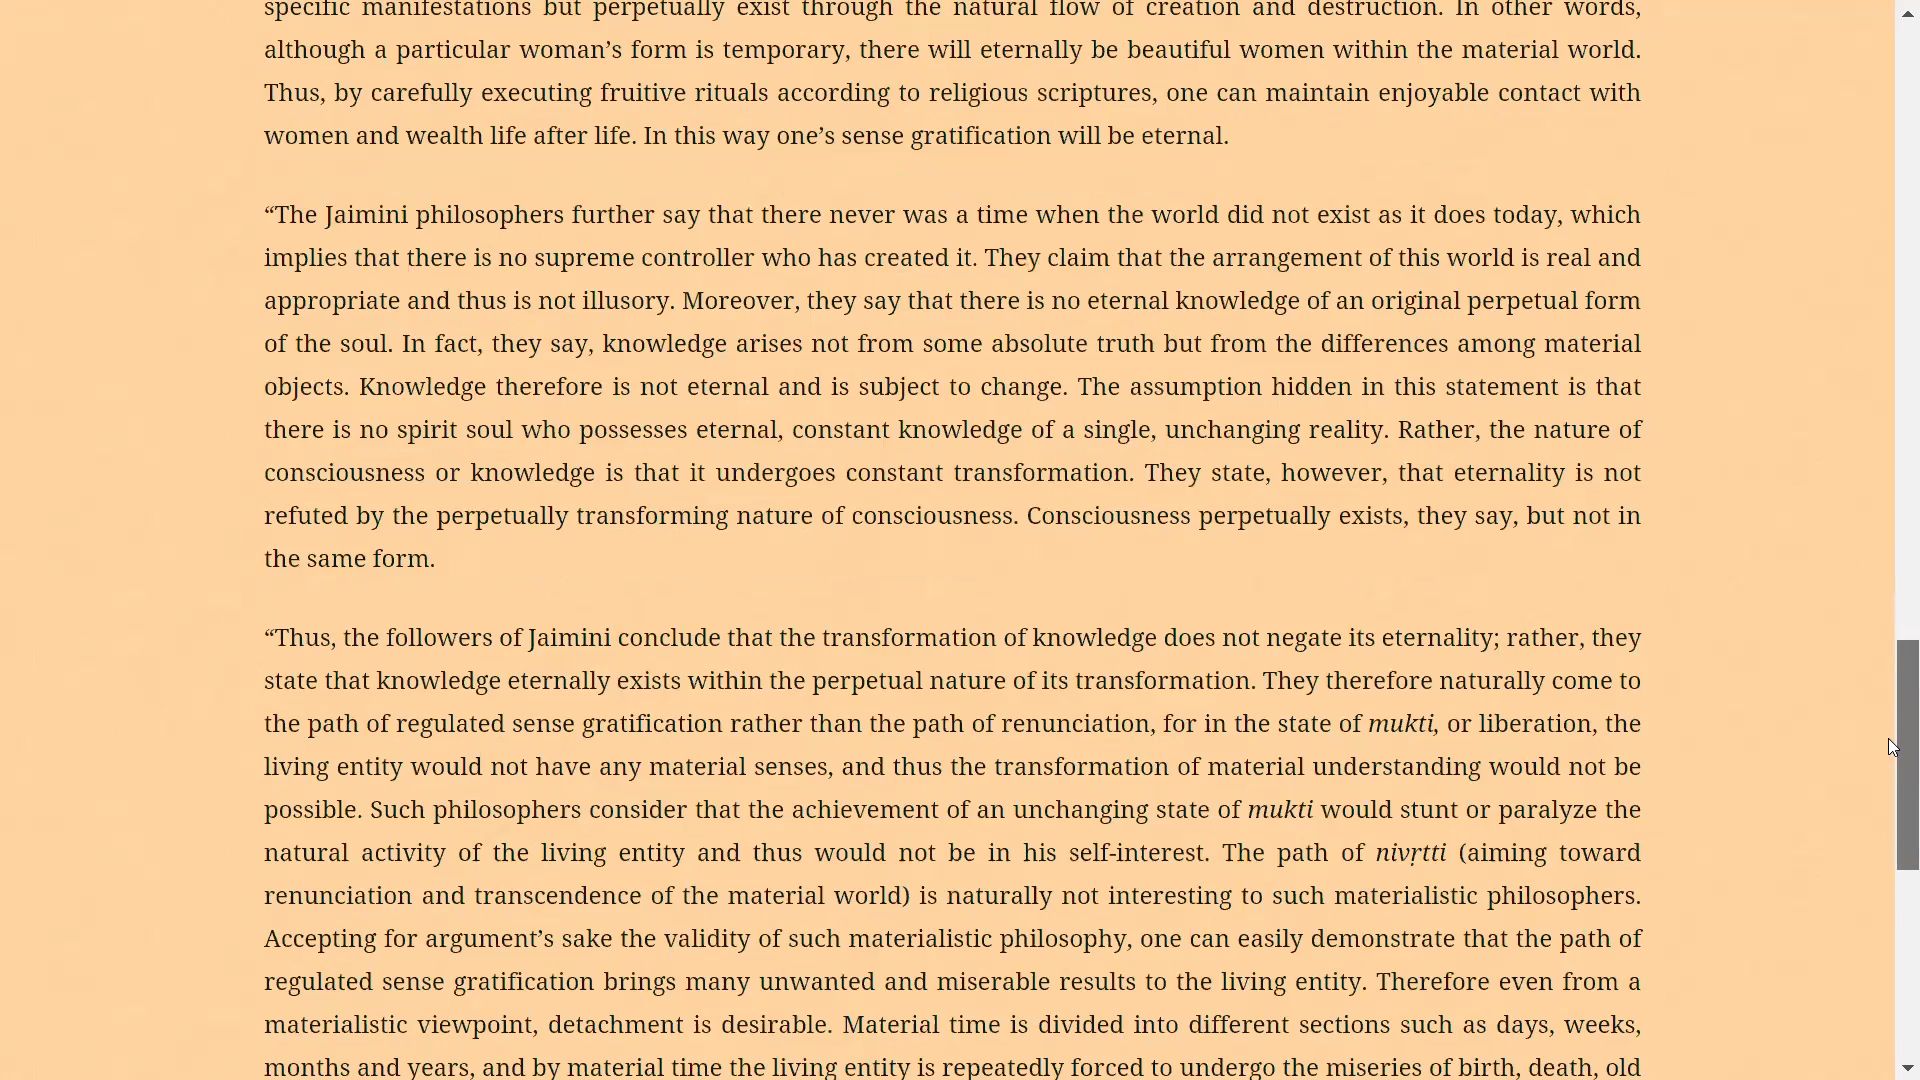 specific manifestations but perpetually exist through the natural flow of creation and destruction. In other words,
although a particular woman’s form is temporary, there will eternally be beautiful women within the material world.
Thus, by carefully executing fruitive rituals according to religious scriptures, one can maintain enjoyable contact with
women and wealth life after life. In this way one’s sense gratification will be eternal.
“The Jaimini philosophers further say that there never was a time when the world did not exist as it does today, which
implies that there is no supreme controller who has created it. They claim that the arrangement of this world is real and
appropriate and thus is not illusory. Moreover, they say that there is no eternal knowledge of an original perpetual form
of the soul. In fact, they say, knowledge arises not from some absolute truth but from the differences among material
objects. Knowledge therefore is not eternal and is subject to change. The assumption hidden in this statement is that
there is no spirit soul who possesses eternal, constant knowledge of a single, unchanging reality. Rather, the nature of
consciousness or knowledge is that it undergoes constant transformation. They state, however, that eternality is not
refuted by the perpetually transforming nature of consciousness. Consciousness perpetually exists, they say, but not in
the same form.
“Thus, the followers of Jaimini conclude that the transformation of knowledge does not negate its eternality; rather, they
state that knowledge eternally exists within the perpetual nature of its transformation. They therefore naturally come to
the path of regulated sense gratification rather than the path of renunciation, for in the state of mukti, or liberation, the
living entity would not have any material senses, and thus the transformation of material understanding would not be
possible. Such philosophers consider that the achievement of an unchanging state of mukti would stunt or paralyze the
natural activity of the living entity and thus would not be in his self-interest. The path of nivṛtti (aiming toward
renunciation and transcendence of the material world) is naturally not interesting to such materialistic philosophers.
Accepting for argument’s sake the validity of such materialistic philosophy, one can easily demonstrate that the path of
regulated sense gratification brings many unwanted and miserable results to the living entity. Therefore even from a
materialistic viewpoint, detachment is desirable. Material time is divided into different sections such as days, weeks,
months and years, and by material time the living entity is repeatedly forced to undergo the miseries of birth, death, old